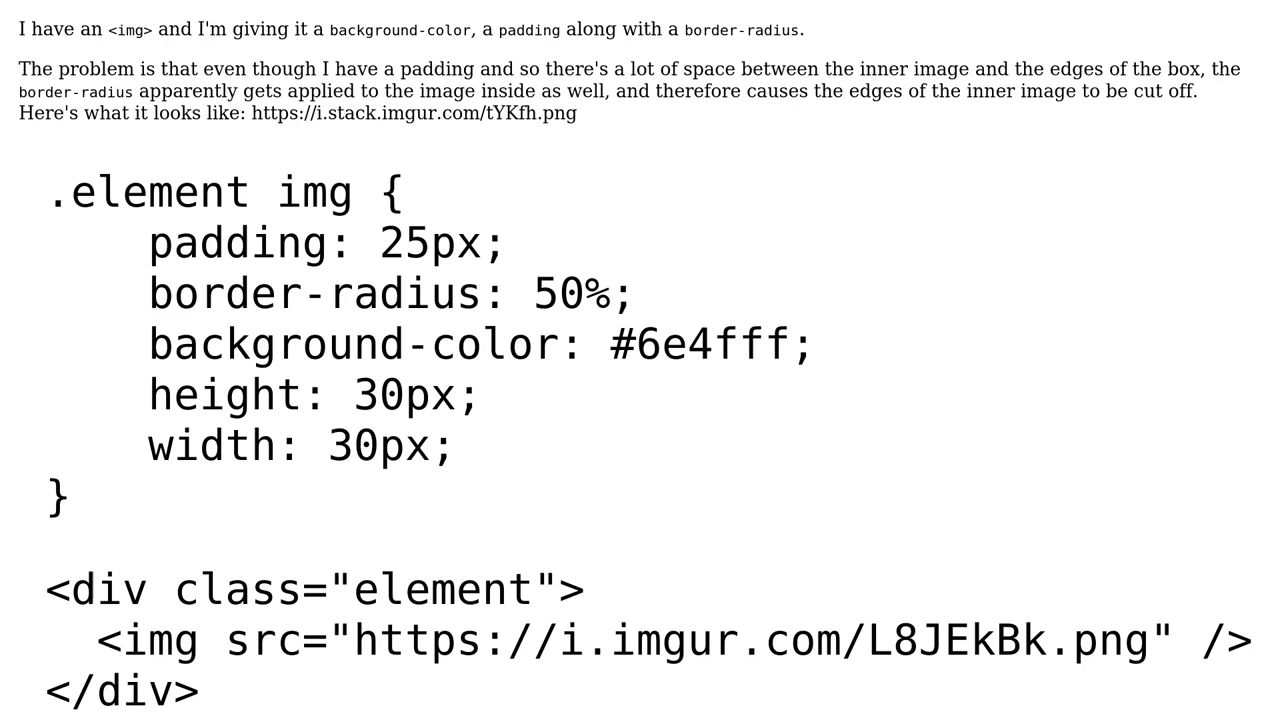 I have an <img> and I'm giving it a background-color, a padding along with a border-radius.
The problem is that even though I have a padding and so there's a lot of space between the inner image and the edges of the box, the
border-radius apparently gets applied to the image inside as well, and therefore causes the edges of the inner image to be cut off.
Here's what it looks like: https://i.stack.imgur.com/tYKfh.png
.element img {
    padding: 25px;
    border-radius: 50%;
    background-color: #6e4fff;
    height: 30px;
    width: 30px;
}
<div class="element">
  <img src="https://i.imgur.com/L8JEkBk.png" />
</div>